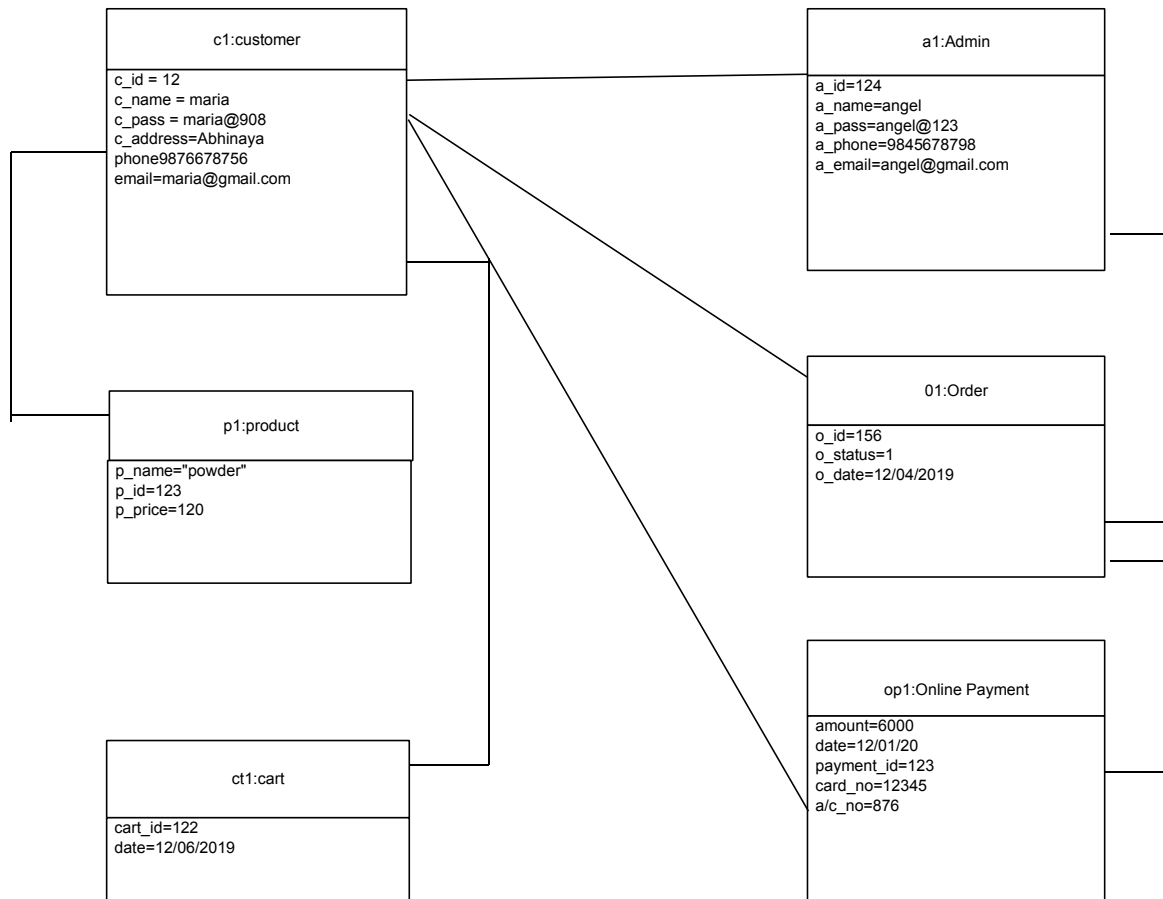 c1:customer
c_id = 12
c_name = maria
c_pass = maria@908
c_address=Abhinaya
phone9876678756
email=maria@gmail.com
a1:Admin
a_id=124
a_name=angel
a_pass=angel@123
a_phone=9845678798
a_email=angel@gmail.com
p1:product
p_name="powder"
p_id=123
p_price=120
01:Order
o_id=156
o_status=1
o_date=12/04/2019
ct1:cart
cart_id=122
date=12/06/2019
op1:Online Payment
amount=6000
date=12/01/20
payment_id=123
card_no=12345
a/c_no=876